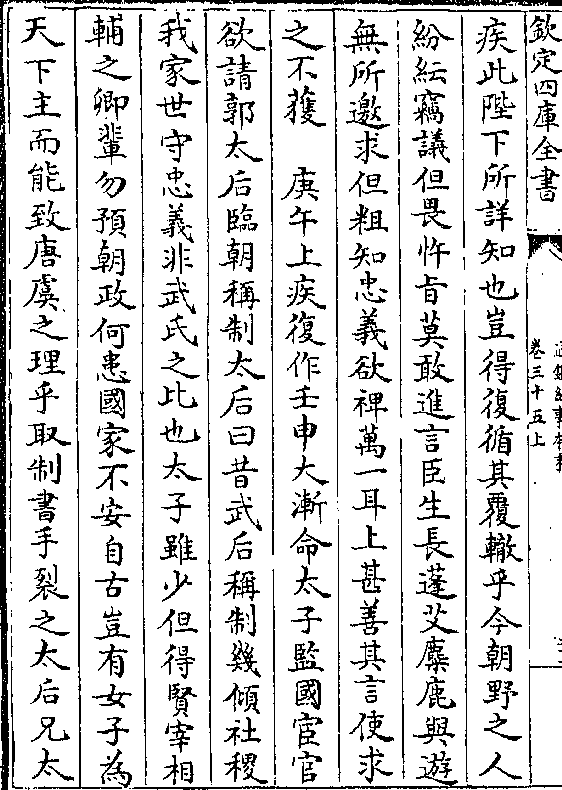 欽定四庫全書
卷三十五上
疾此陛下所詳知也豈得復循其覆轍乎今朝野之人
紛紜竊議但畏忤旨莫敢進言臣生長蓬艾麋鹿與遊
無所邀求但粗知忠義欲裨萬一耳上甚善其言使求
之不獲　庚午上疾復作壬申大漸命太子監國宦官
欲請郭太后臨朝稱制太后曰昔武后稱制幾傾社稷
我家世守忠義非武氏之比也太子雖少但得賢宰相
輔之卿輩勿預朝政何患國家不安自古豈有女子為
天下主而能致唐虞之理乎取制書手裂之太后兄太